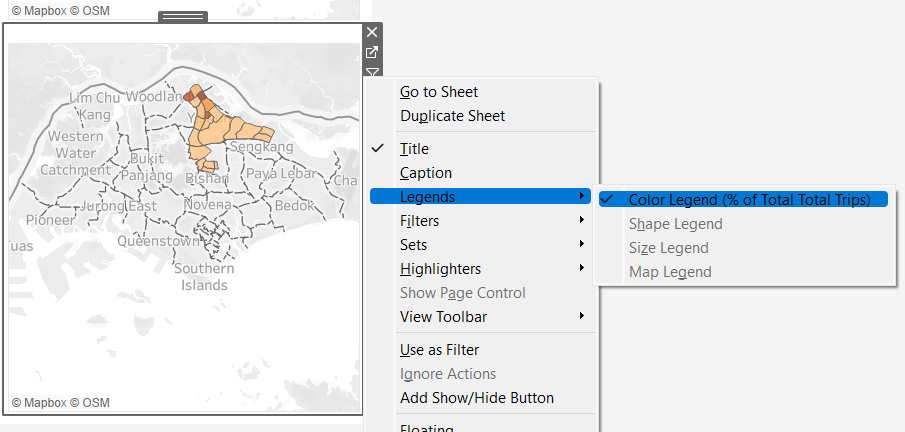 © Mapbox © OSM
Lim Chu Kang
Woodlan
Y
Western Water Catchment
Sengkang
Bukit Panjang
Bishan
Paya Lebar
Cha
Jurong East
Novena
Bedok
Pioneer
Queenstown
uas
Southern Islands
© Mapbox © OSM
Go to Sheet
Duplicate Sheet
Title
Caption
Legends
Filters
Sets
Highlighters
Show Page Control
View Toolbar
Use as Filter
Ignore Actions
Add Show/Hide Button
Floating
Color Legend (% of Total Total Trips)
Shape Legend
Size Legend
Map Legend